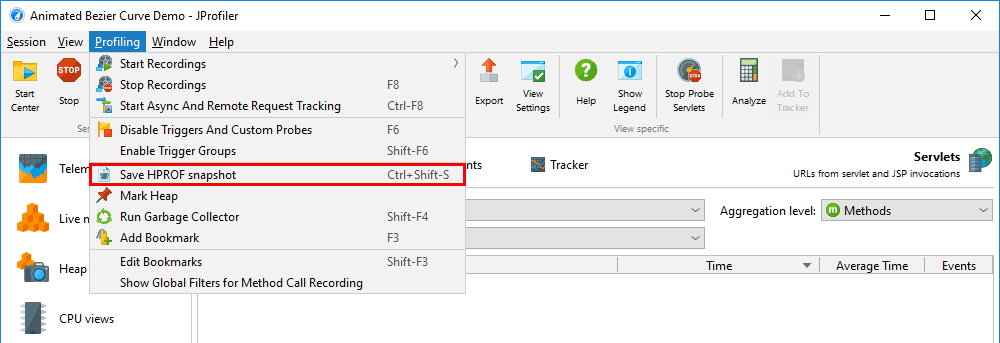 Animated Bezier Curve Demo - JProfiler
Session View Profiling Window Help
Start Center
Stop
Start Recordings
Stop Recordings F8
Start Async And Remote Request Tracking Ctrl-F8
Disable Triggers And Custom Probes F6
Enable Trigger Groups Shift-F6
Save HPROF snapshot Ctrl+Shift-S
Mark Heap
Run Garbage Collector Shift-F4
Add Bookmark F3
Edit Bookmarks Shift-F3
Show Global Filters for Method Call Recording
Export
View Settings
Help
Show Legend
Stop Probe Servlets
Analyze
Add To Tracker
View specific
Tracker
Servlets
URLs from servlet and JSP invocations
Aggregation level: Methods
Time Average Time Events
Live
Heap
CPU views